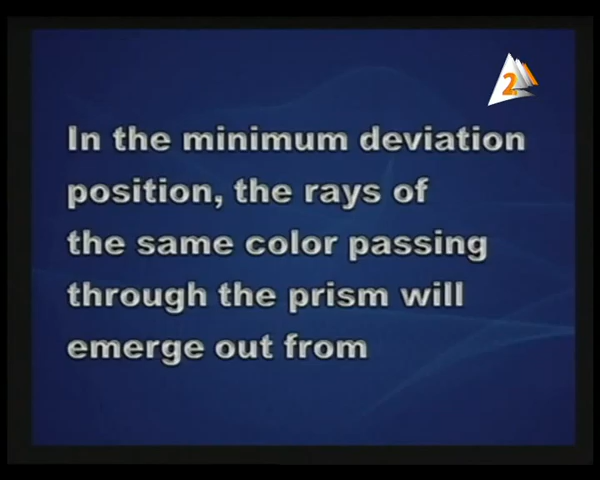 2
In the minimum deviation
position, the rays of
the same color passing
through the prism will
emerge out from